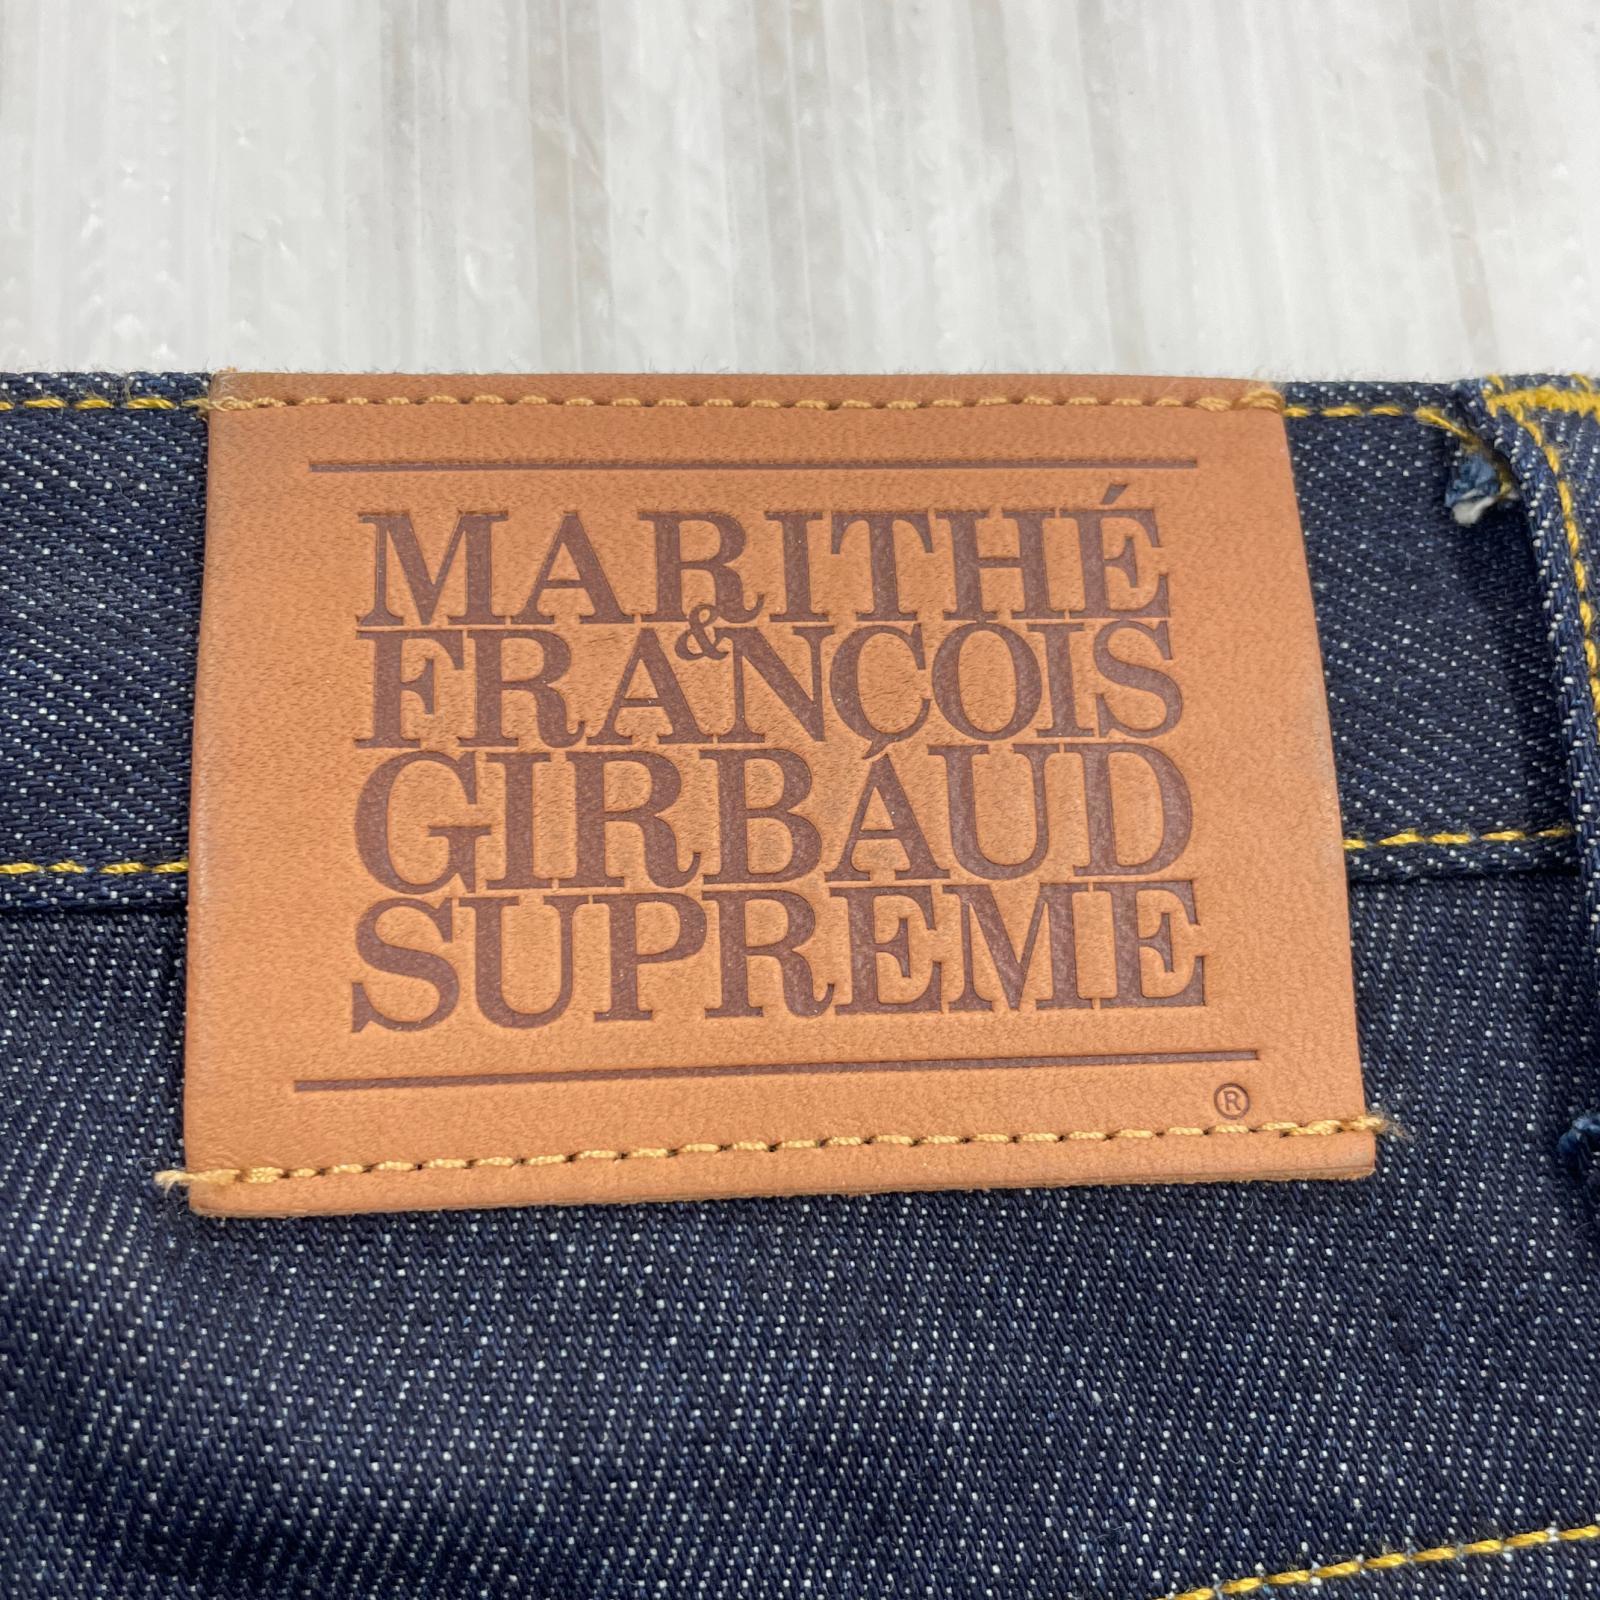 MARITHÉ
&
FRANÇOIS
GIRBAUD
SUPREME
®